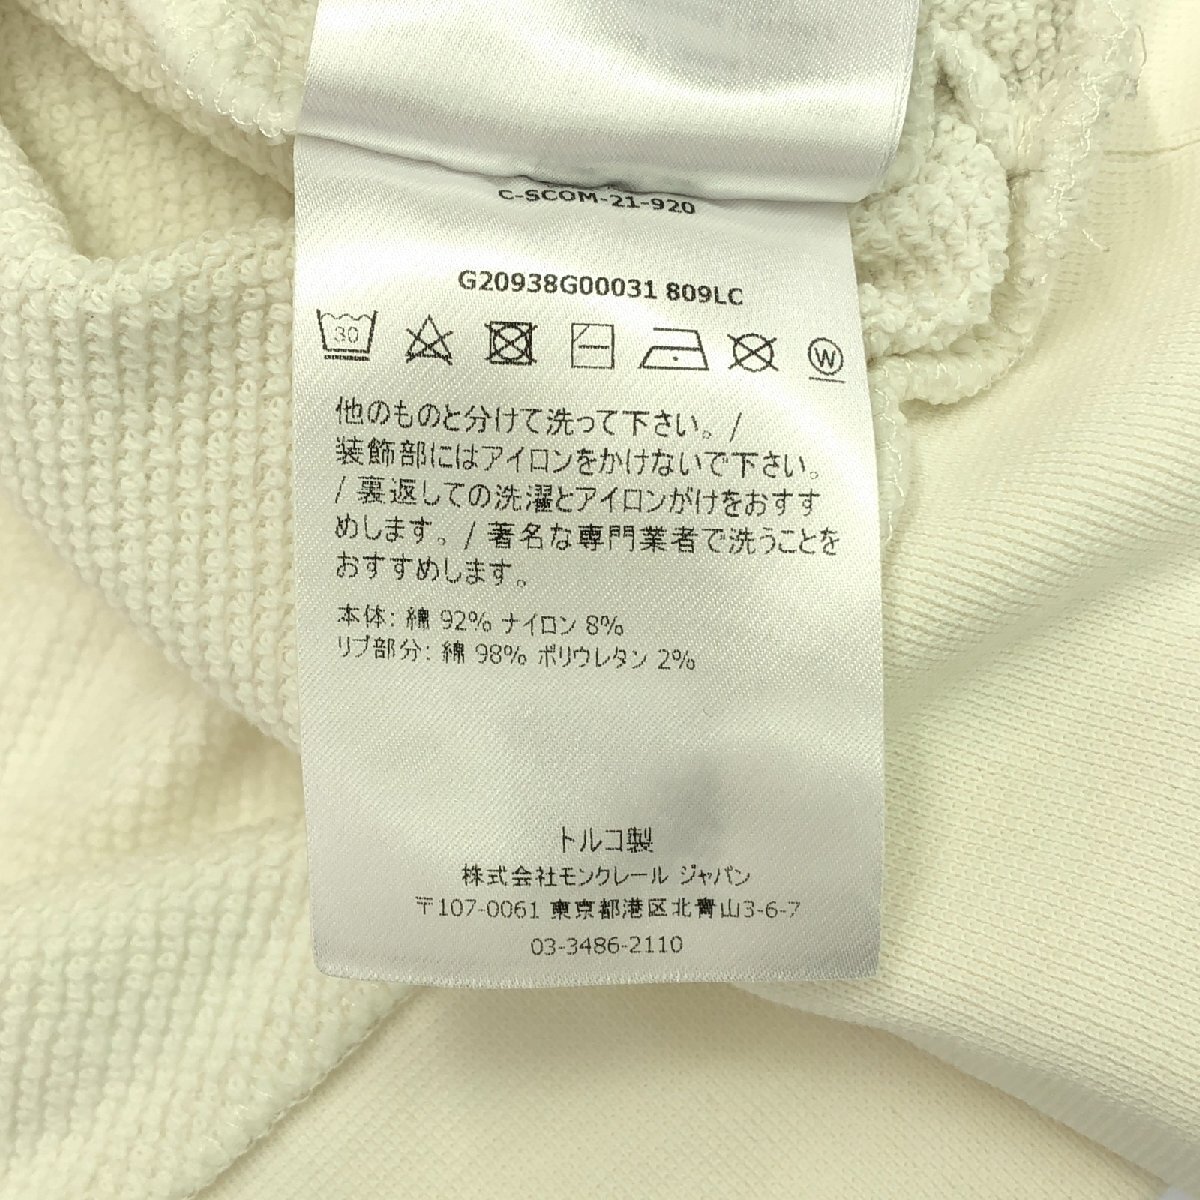 C-SCOM-21-920
G20938G00031 809LC
30
W
他のものと分けて洗って下さい。/
装飾部にはアイロンをかけないで下さい。
/ 裏返しての洗濯とアイロンがけをおすす
めします。/ 著名な専門業者で洗うことを
おすすめします。
本体: 綿 92% ナイロン 8%
リブ部分: 綿 98% ポリウレタン 2%
トルコ製
株式会社モンクレール ジャパン
〒107-0061 東京都港区北青山3-6-7
03-3486-2110